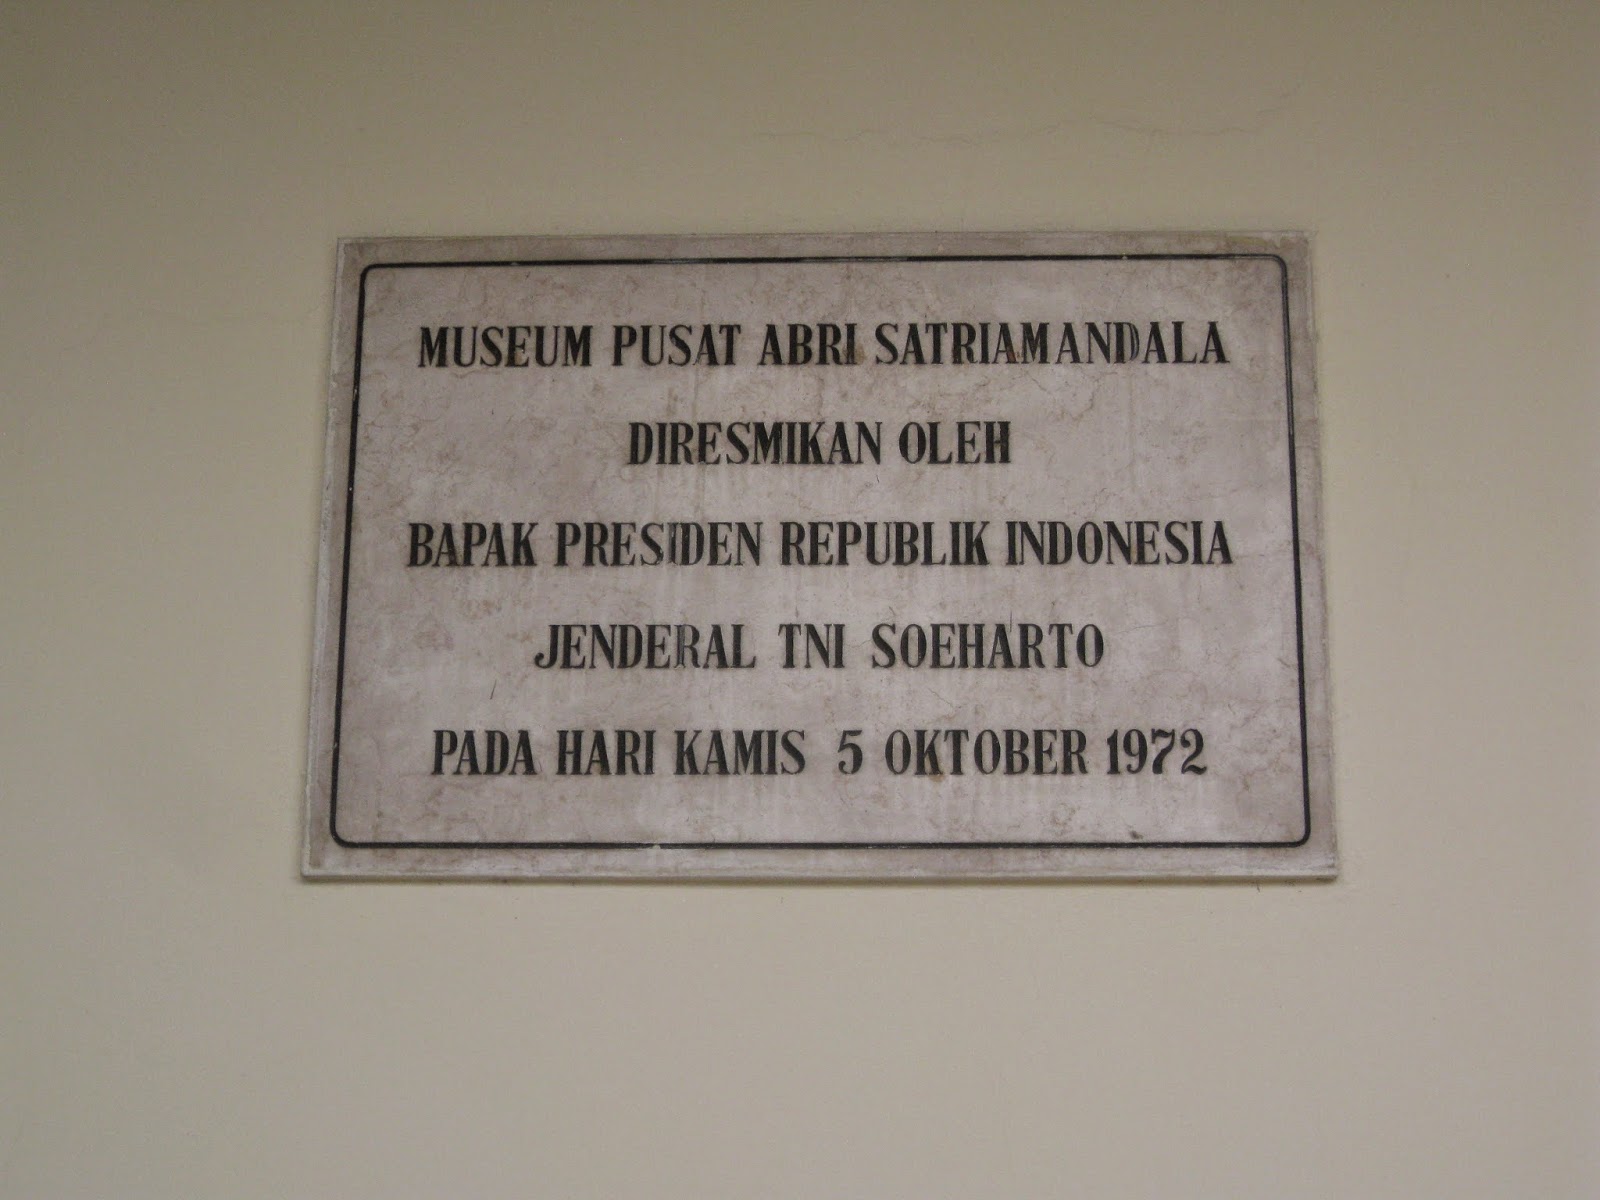 MUSEUM PUSAT ABRI SATRIAMANDALA
DIRESMIKAN OLEH
BAPAK PRESIDEN REPUBLIK INDONESIA
JENDERAL TNI SOEHARTO
PADA HARI KAMIS 5 OKTOBER 1972